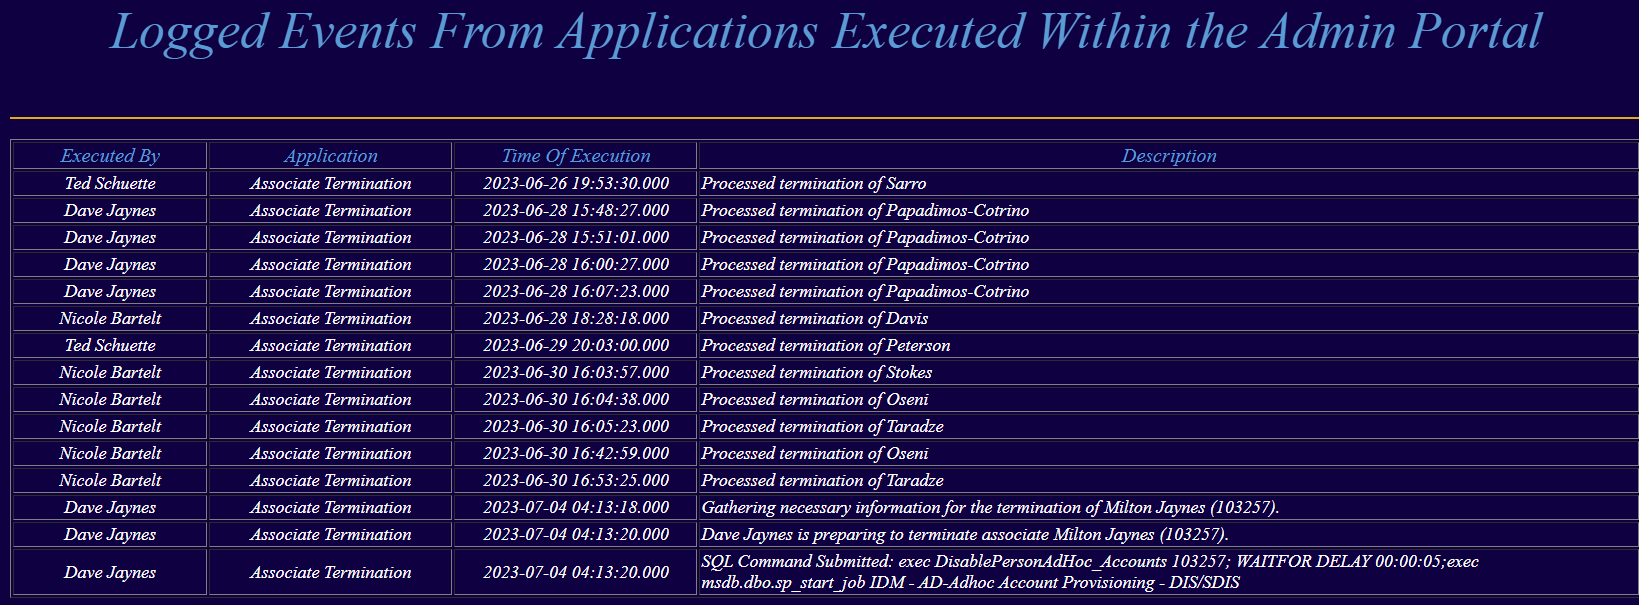 Logged Events From Applications Executed Within the Admin Portal
Executed By Application Time Of Execution Description
Ted Schuette Associate Termination 2023-06-26 19:53:30.000 Processed termination of Sarro
Dave Jaynes Associate Termination 2023-06-28 15:48:27.000 Processed termination of Papadimos-Cotrino
Dave Jaynes Associate Termination 2023-06-28 15:51:01.000 Processed termination of Papadimos-Cotrino
Dave Jaynes Associate Termination 2023-06-28 16:00:27.000 Processed termination of Papadimos-Cotrino
Dave Jaynes Associate Termination 2023-06-28 16:07:23.000 Processed termination of Papadimos-Cotrino
Nicole Bartelt Associate Termination 2023-06-28 18:28:18.000 Processed termination of Davis
Ted Schuette Associate Termination 2023-06-29 20:03:00.000 Processed termination of Peterson
Nicole Bartelt Associate Termination 2023-06-30 16:03:57.000 Processed termination of Stokes
Nicole Bartelt Associate Termination 2023-06-30 16:04:38.000 Processed termination of Oseni
Nicole Bartelt Associate Termination 2023-06-30 16:05:23.000 Processed termination of Taradze
Nicole Bartelt Associate Termination 2023-06-30 16:42:59.000 Processed termination of Oseni
Nicole Bartelt Associate Termination 2023-06-30 16:53:25.000 Processed termination of Taradze
Dave Jaynes Associate Termination 2023-07-04 04:13:18.000 Gathering necessary information for the termination of Milton Jaynes (103257).
Dave Jaynes Associate Termination 2023-07-04 04:13:20.000 Dave Jaynes is preparing to terminate associate Milton Jaynes (103257).
Dave Jaynes Associate Termination 2023-07-04 04:13:20.000 SQL Command Submitted: exec DisablePersonAdHoc_Accounts 103257; WAITFOR DELAY 00:00:05;exec
msdb.dbo.sp_start_job IDM - AD-Adhoc Account Provisioning - DIS/SDIS